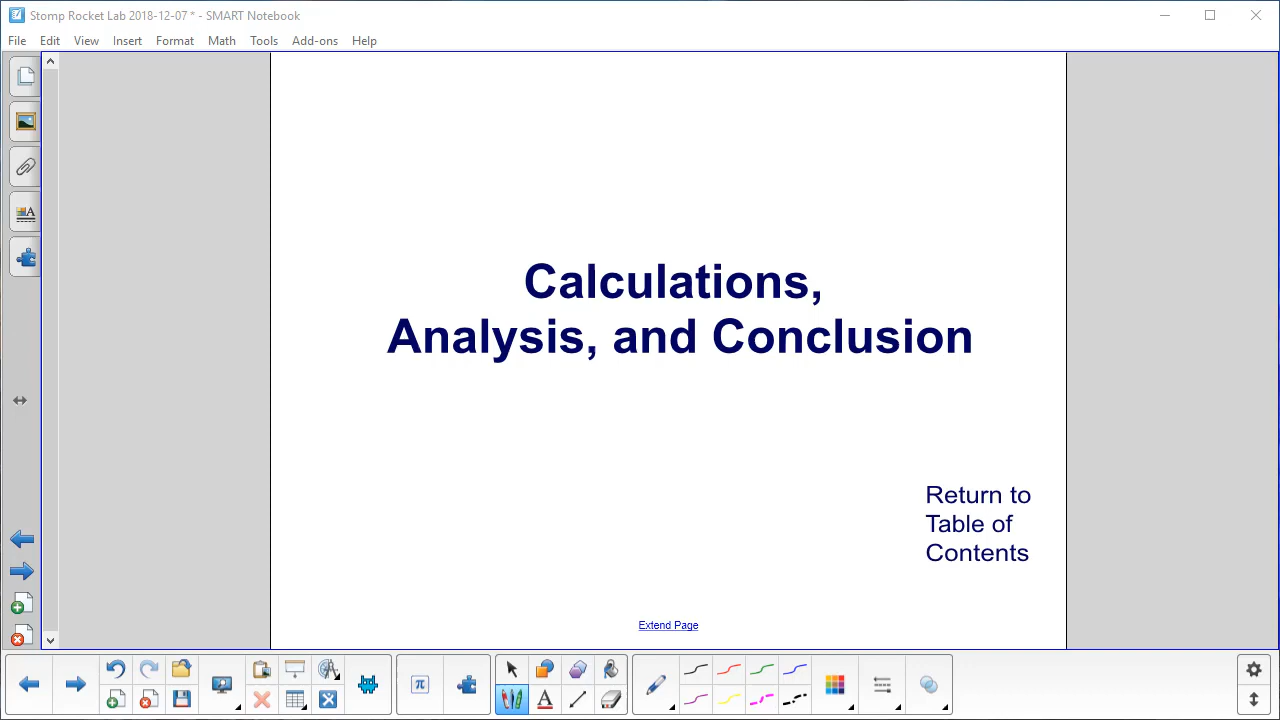 Stomp Rocket Lab 2018-12-07 * - SMART Notebook
File Edit View Insert Format Math Tools Add-ons Help
Calculations,
Analysis, and Conclusion
Return to
Table of
Contents
Extend Page